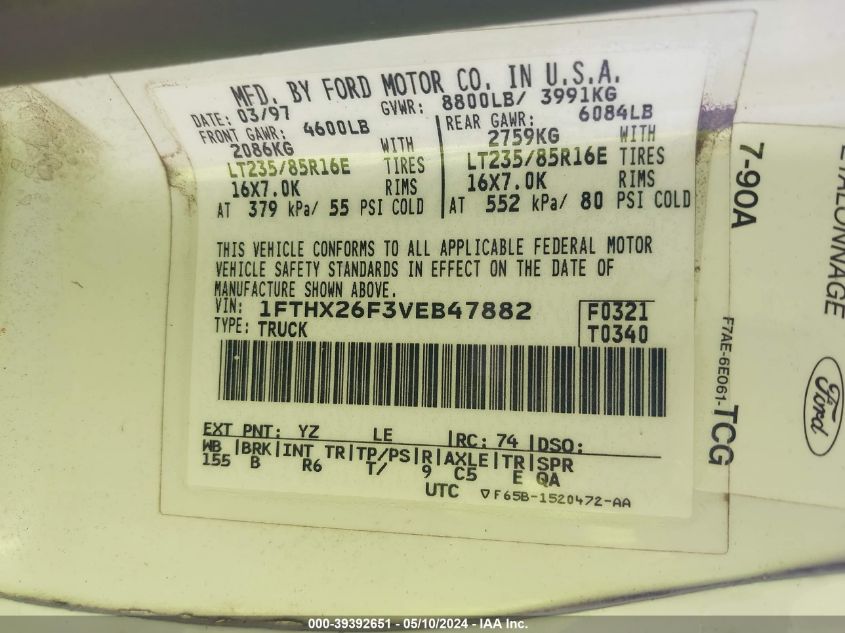 MFD. BY FORD MOTOR CO. IN U.S.A.
DATE: 03/97 GVWR: 8800LB/ 3991KG
FRONT GAWR: 4600LB REAR GAWR: 6084LB
2086KG WITH 2759KG WITH
LT235/85R16E TIRES LT235/85R16E TIRES
16X7.0K RIMS 16X7.0K RIMS
AT 379 kPa/ 55 PSI COLD AT 552 kPa/ 80 PSI COLD
THIS VEHICLE CONFORMS TO ALL APPLICABLE FEDERAL MOTOR
VEHICLE SAFETY STANDARDS IN EFFECT ON THE DATE OF
MANUFACTURE SHOWN ABOVE.
VIN: 1FTHX26F3VEB47882 F0321
TYPE: TRUCK T0340
EXT PNT: YZ LE RC: 74 DSO:
WB BRK INT TR TP/PS R AXLE TR SPR
155 B R6 T/ 9 C5 E QA
UTC ▽F65B-1520472-AA
7-90A
F7AE-6E061-TCG
ETALONNAGE
Ford
000-39392651 - 05/10/2024 - IAA Inc.